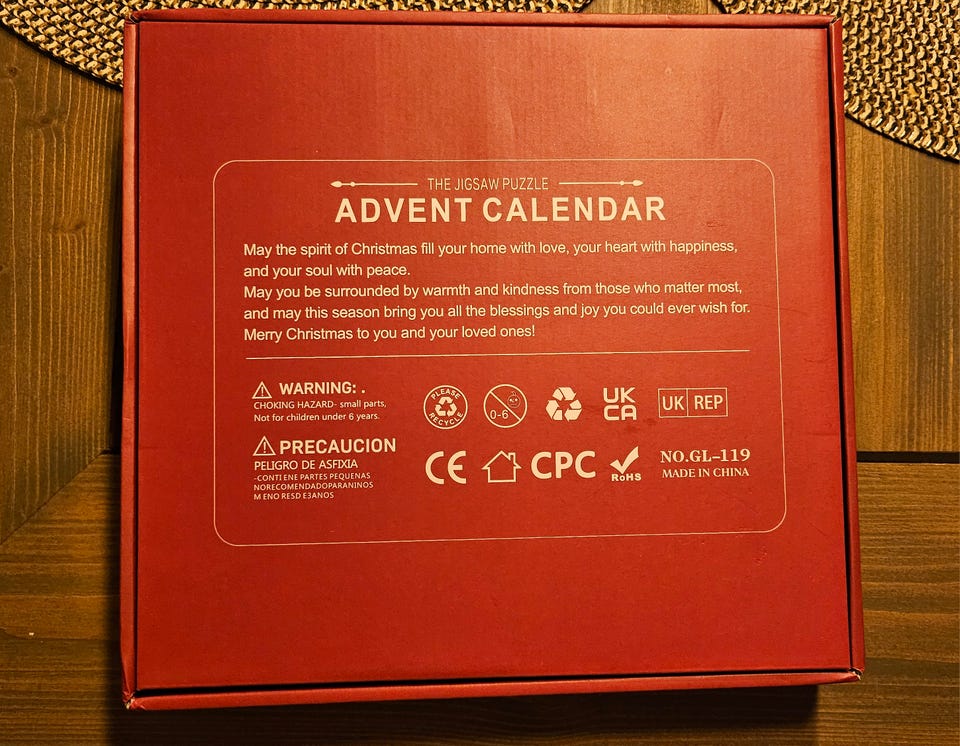 THE JIGSAW PUZZLE
ADVENT CALENDAR
May the spirit of Christmas fill your home with love, your heart with happiness,
and your soul with peace.
May you be surrounded by warmth and kindness from those who matter most,
and may this season bring you all the blessings and joy you could ever wish for.
Merry Christmas to you and your loved ones!
WARNING: .
CHOKING HAZARD- small parts,
Not for children under 6 years.
PRECAUCION
PELIGRO DE ASFIXIA
-CONTI ENE PARTES PEQUENAS
NORECOMENDADOPARANINOS
M ENO RESD E3ANOS
PLEASE
RECYCLE
0-6
UK
CA
UK REP
CE
CPC
RoHS
NO.GL-119
MADE IN CHINA